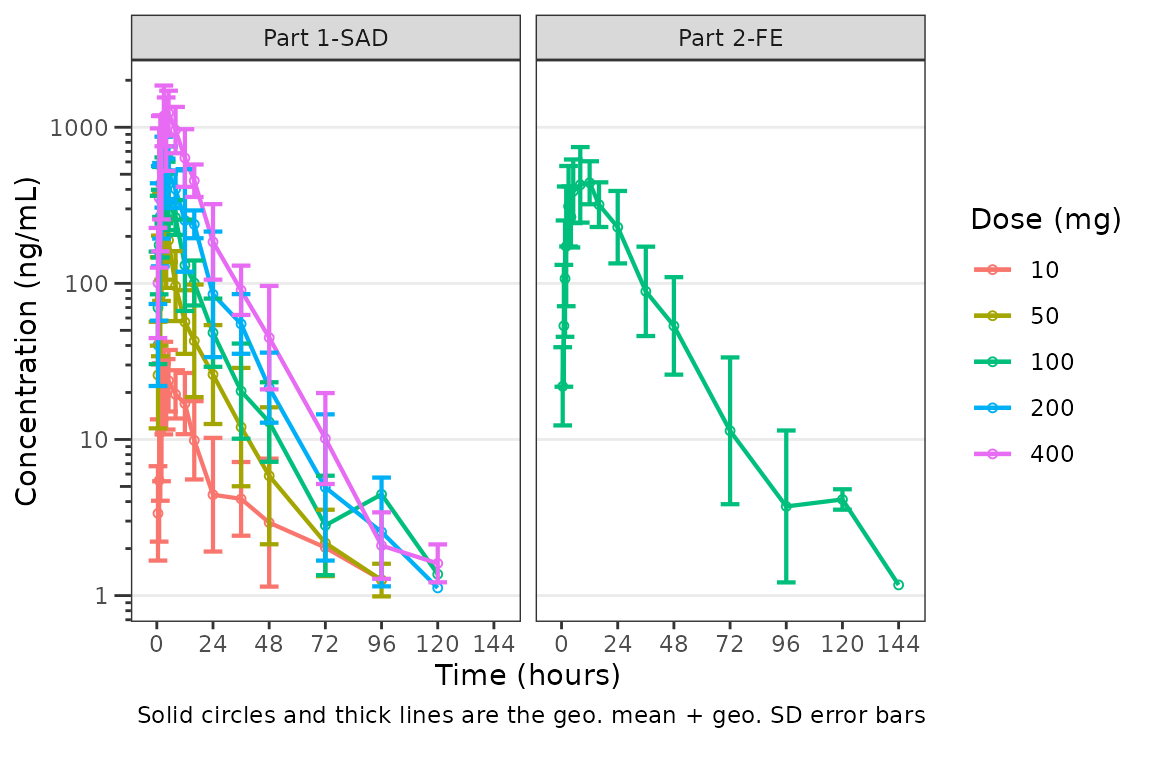 Part 1-SAD
Part 2-FE
Concentration (ng/mL)
1000
100
10
1
0 24 48 72 96 120 144
0 24 48 72 96 120 144
Time (hours)
Dose (mg)
10
50
100
200
400
Solid circles and thick lines are the geo. mean + geo. SD error bars